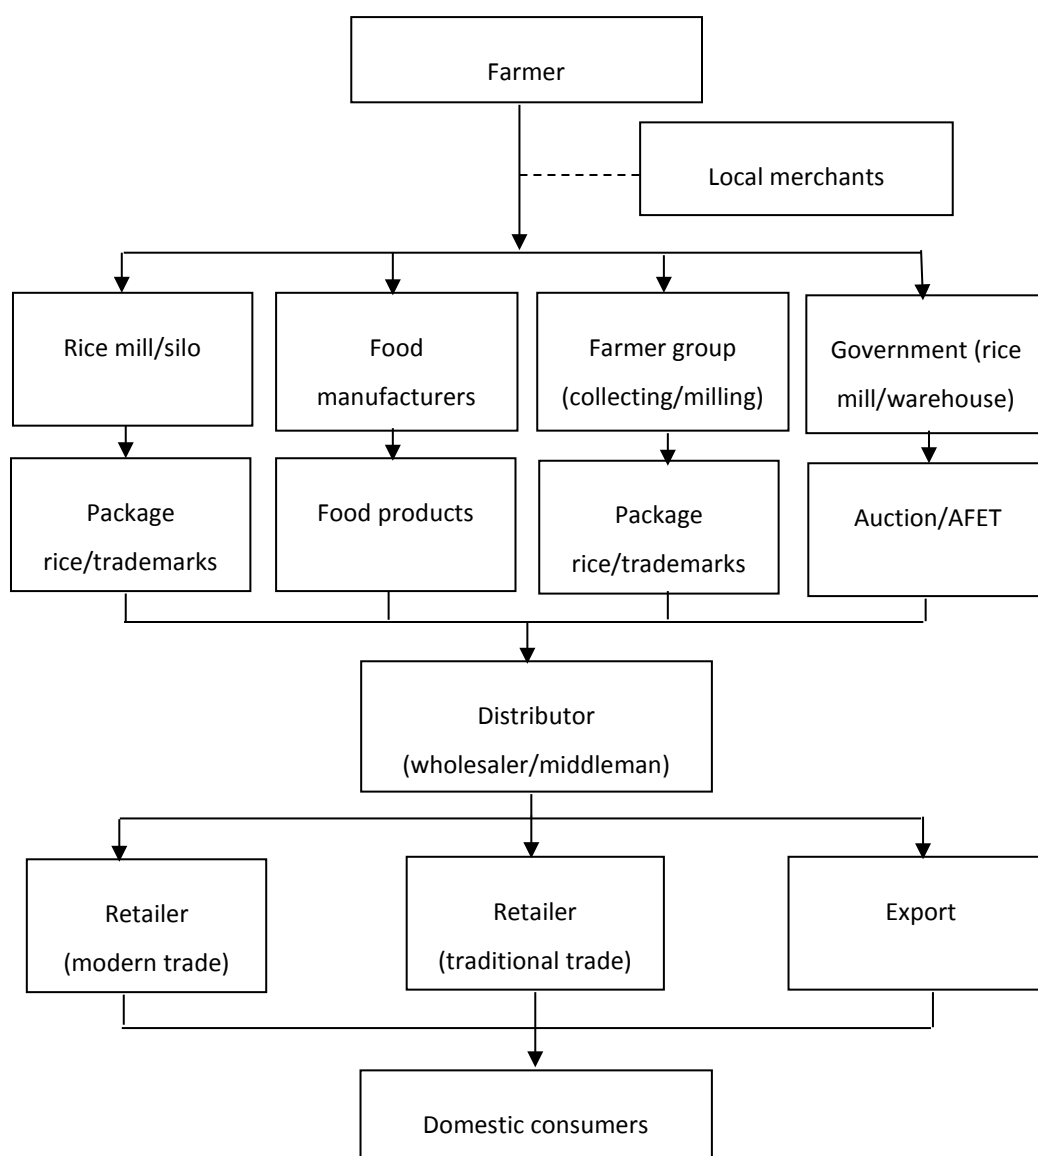 Farmer
Local merchants
Rice mill/silo
Food
manufacturers
Farmer group
(collecting/milling)
Government (rice
mill/warehouse)
Package
rice/trademarks
Food products
Package
rice/trademarks
Auction/AFET
Distributor
(wholesaler/middleman)
Retailer
(modern trade)
Retailer
(traditional trade)
Export
Domestic consumers